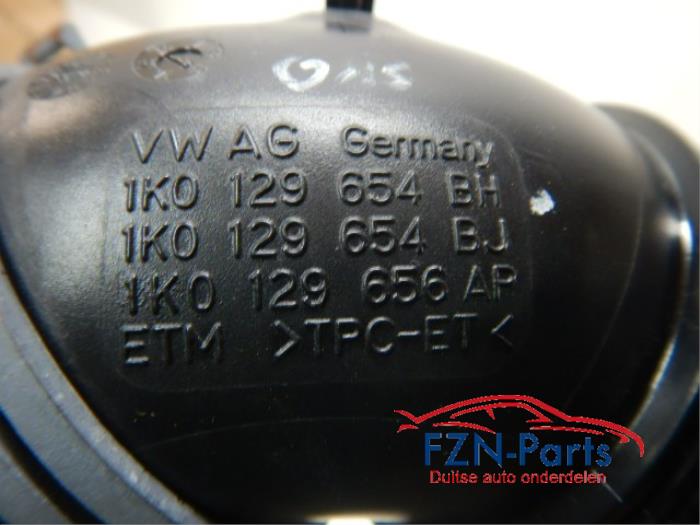 VW AG Germany
1K0 129 654 BH
1K0 129 654 BJ
1K0 129 656 AP
ETM >TPC-ET<
FZN-Parts
Duitse auto onderdelen